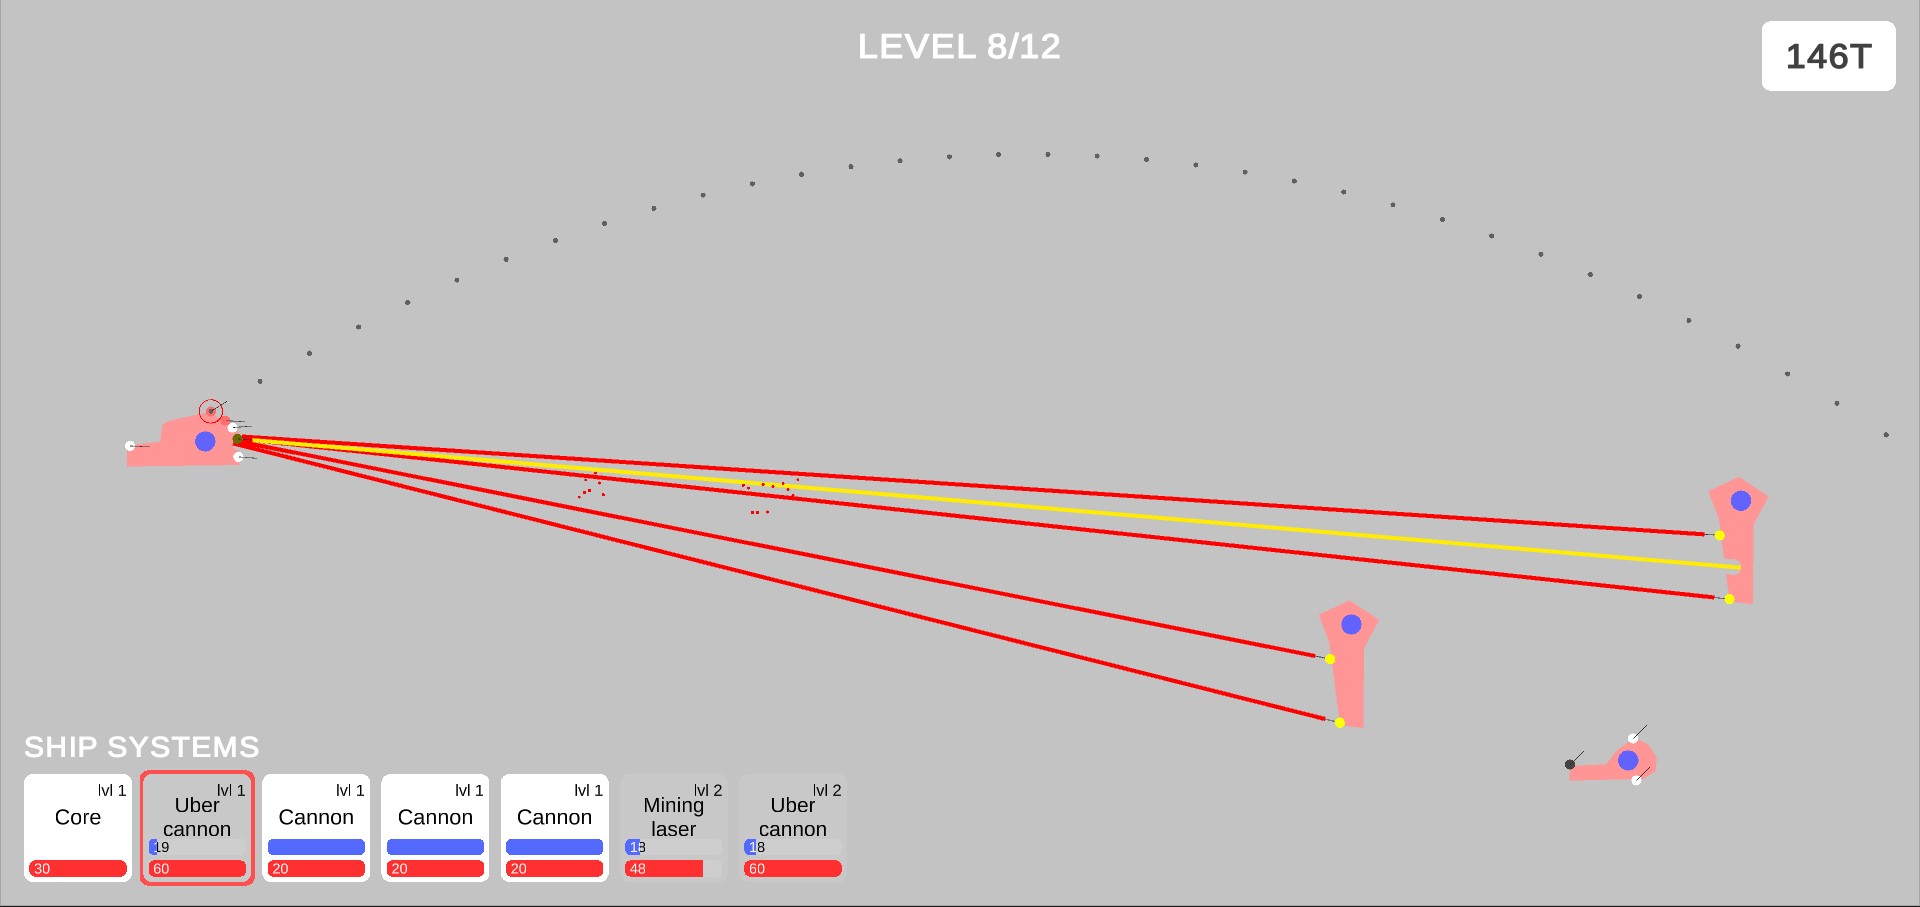 LEVEL 8/12
146T
SHIP SYSTEMS
lvl 1
Core
30
lvl 1
Uber
cannon
19
60
lvl 1
Cannon
20
lvl 1
Cannon
20
lvl 1
Cannon
20
lvl 2
Mining
laser
18
48
lvl 2
Uber
cannon
18
60